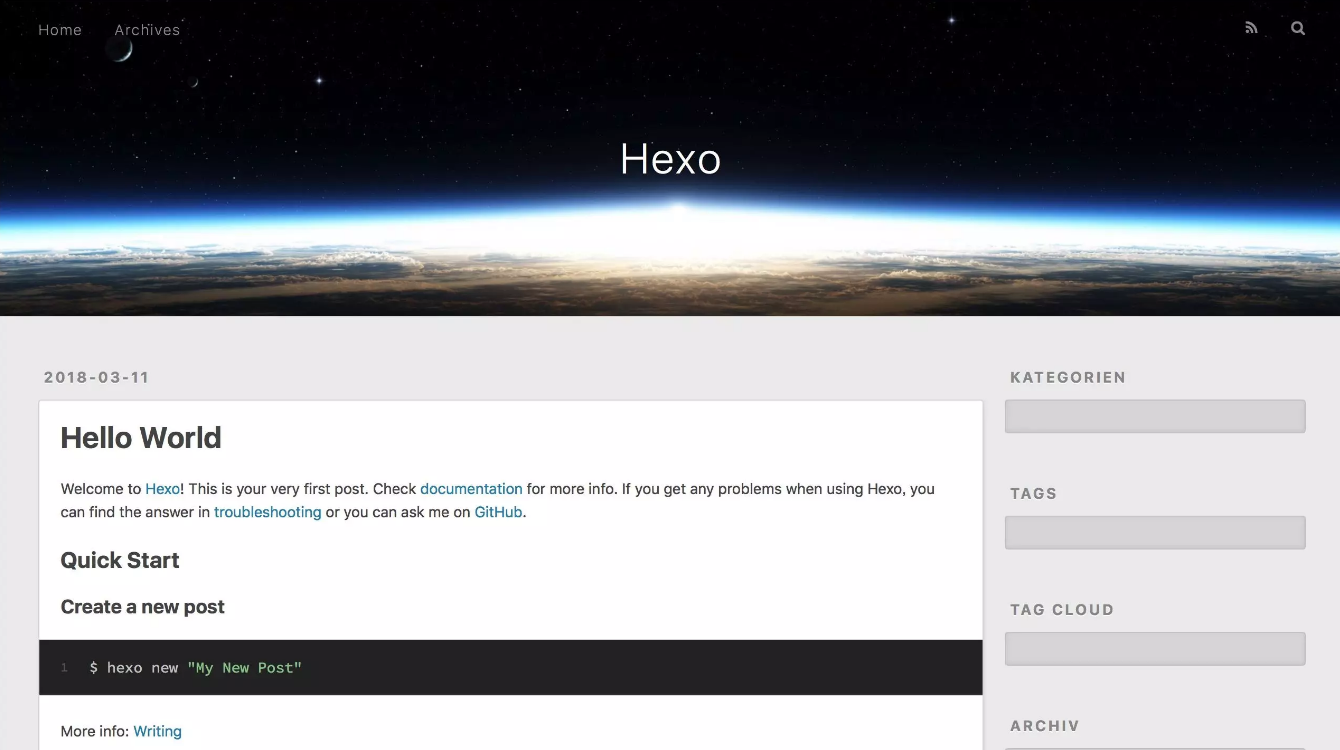 Home Archives
Hexo
2018-03-11
Hello World
Welcome to Hexo! This is your very first post. Check documentation for more info. If you get any problems when using Hexo, you
can find the answer in troubleshooting or you can ask me on GitHub.
Quick Start
Create a new post
1 $ hexo new "My New Post"
More info: Writing
KATEGORIEN
TAGS
TAG CLOUD
ARCHIV